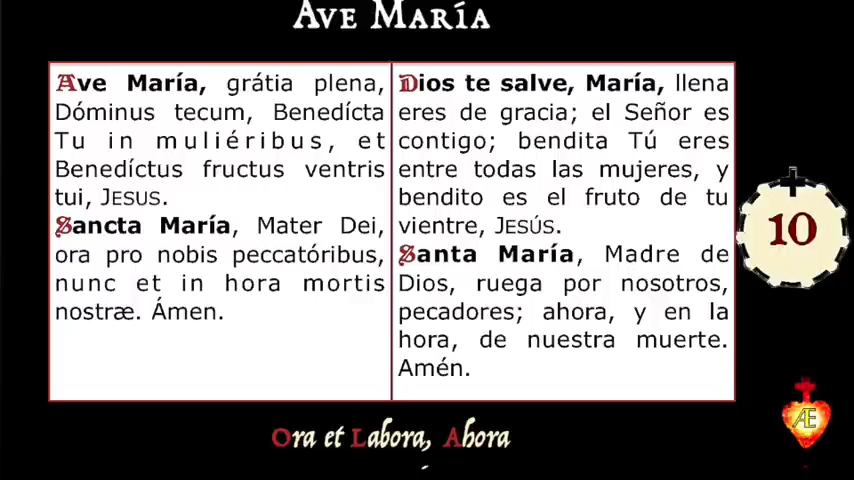 AVE MARÍA
Ave María, grátia plena,
Dóminus tecum, Benedícta
Tu in muliéribus, et
Benedíctus fructus ventris
tui, JESUS.
Sancta María, Mater Dei,
ora pro nobis peccatóribus,
nunc et in hora mortis
nostræ. Ámen.
Dios te salve, María, llena
eres de gracia; el Señor es
contigo; bendita Tú eres
entre todas las mujeres, y
bendito es el fruto de tu
vientre, JESÚS.
Santa María, Madre de
Dios, ruega por nosotros,
pecadores; ahora, y en la
hora, de nuestra muerte.
Amén.
10
Æ
Ora et Labora, Ahora